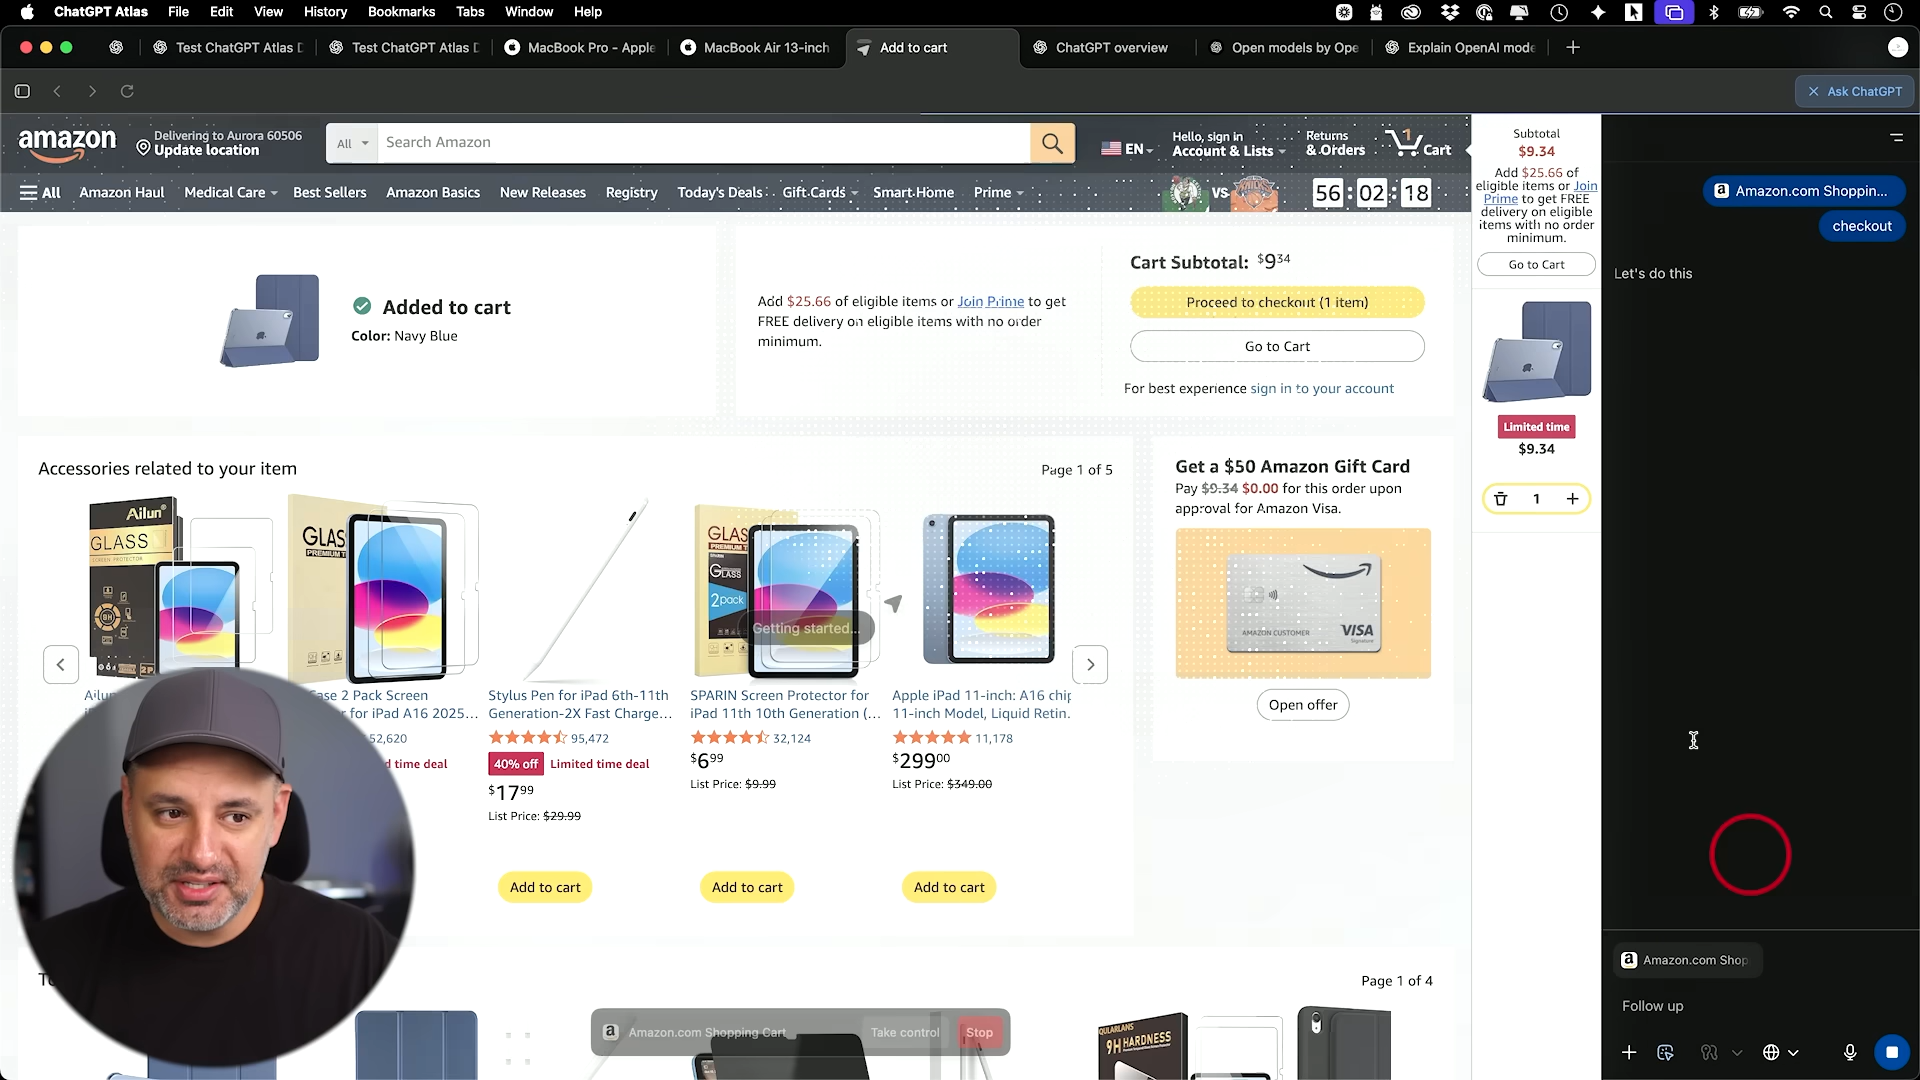 ChatGPT Atlas File Edit View History Bookmarks Tabs Window Help
Test ChatGPT Atlas
Test ChatGPT Atlas
MacBook Pro - Apple
MacBook Air 13-inch
Add to cart
ChatGPT overview
Open models by Ope
Explain OpenAI mode
Ask ChatGPT
amazon
Delivering to Aurora 60506
Update location
All
Search Amazon
EN
Hello, sign in
Account & Lists
Returns
& Orders
1
Cart
All Amazon Haul Medical Care Best Sellers Amazon Basics New Releases Registry Today's Deals Gift Cards Smart Home Prime
VS
56:02:18
Added to cart
Color: Navy Blue
Add $25.66 of eligible items or Join Prime to get
FREE delivery on eligible items with no order
minimum.
Cart Subtotal: $934
Proceed to checkout (1 item)
Go to Cart
For best experience sign in to your account
Subtotal
$9.34
Add $25.66 of
eligible items or Join
Prime to get FREE
delivery on eligible
items with no order
minimum.
Go to Cart
Limited time
$9.34
1
Amazon.com Shoppin...
checkout
Let's do this
Accessories related to your item
Page 1 of 5
Ailun
GLASS
GLAS
PREMIUM T
GLAS
GLASS
2pack
Getting started...
Ailun
Case 2 Pack Screen
for iPad A16 2025...
52,620
d time deal
Stylus Pen for iPad 6th-11th
Generation-2X Fast Charge...
95,472
40% off Limited time deal
$1799
List Price: $29.99
Add to cart
SPARIN Screen Protector for
iPad 11th 10th Generation (...
32,124
$699
List Price: $9.99
Add to cart
Apple iPad 11-inch: A16 chip
11-inch Model, Liquid Retin.
11,178
$29900
List Price: $349.00
Add to cart
Get a $50 Amazon Gift Card
Pay $9.34 $0.00 for this order upon
approval for Amazon Visa.
AMAZON CUSTOMER
VISA
Signature
Open offer
Page 1 of 4
QULARLANS
9H HARDNESS
Amazon.com Shopping Cart
Take control
Stop
Amazon.com Shop
Follow up